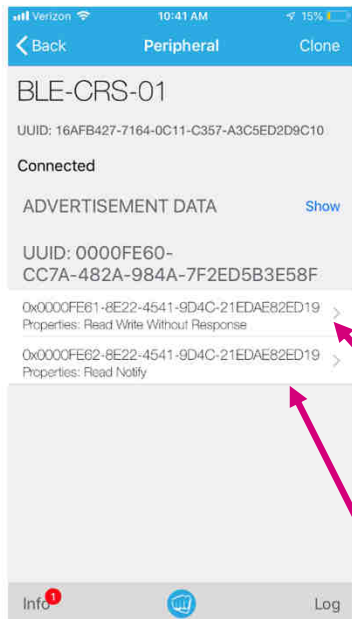 Verizon 10:41 AM 15%
Back Peripheral Clone
BLE-CRS-01
UUID: 16AFB427-7164-0C11-C357-A3C5ED2D9C10
Connected
ADVERTISEMENT DATA Show
UUID: 0000FE60-
CC7A-482A-984A-7F2ED5B3E58F
0x0000FE61-8E22-4541-9D4C-21EDAE82ED19
Properties: Read Write Without Response
0x0000FE62-8E22-4541-9D4C-21EDAE82ED19
Properties: Read Notify
Info 1 Log